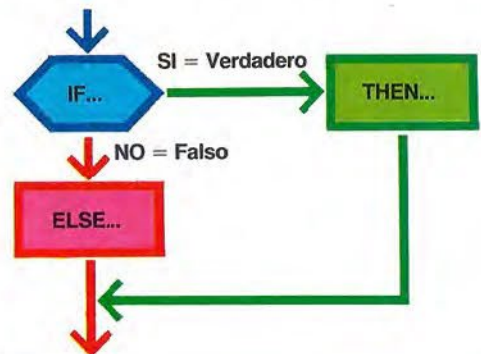 SI = Verdadero
IF...
THEN...
NO = Falso
ELSE...